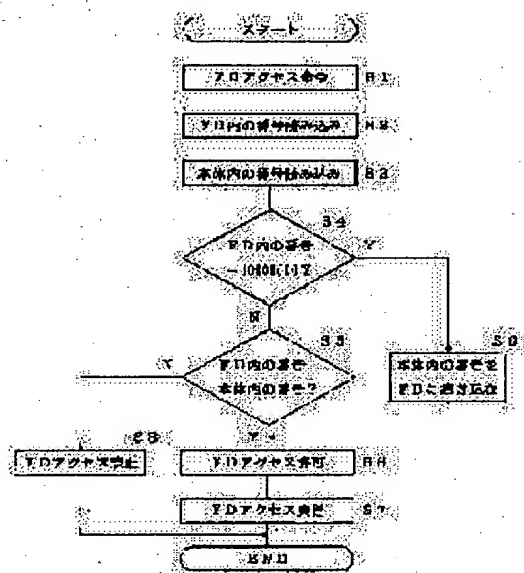 スタート
FDアクセス命令 S1
FD内の番号読み込み S2
本体内の番号読み込み S3
S4
FD内の番号
Y
N
S5
FD内の番号
本体内の番号?
S9
本体内の番号を
FDに書き込む
S8
FDアクセス禁止
FDアクセス許可 S6
FDアクセス S7
END